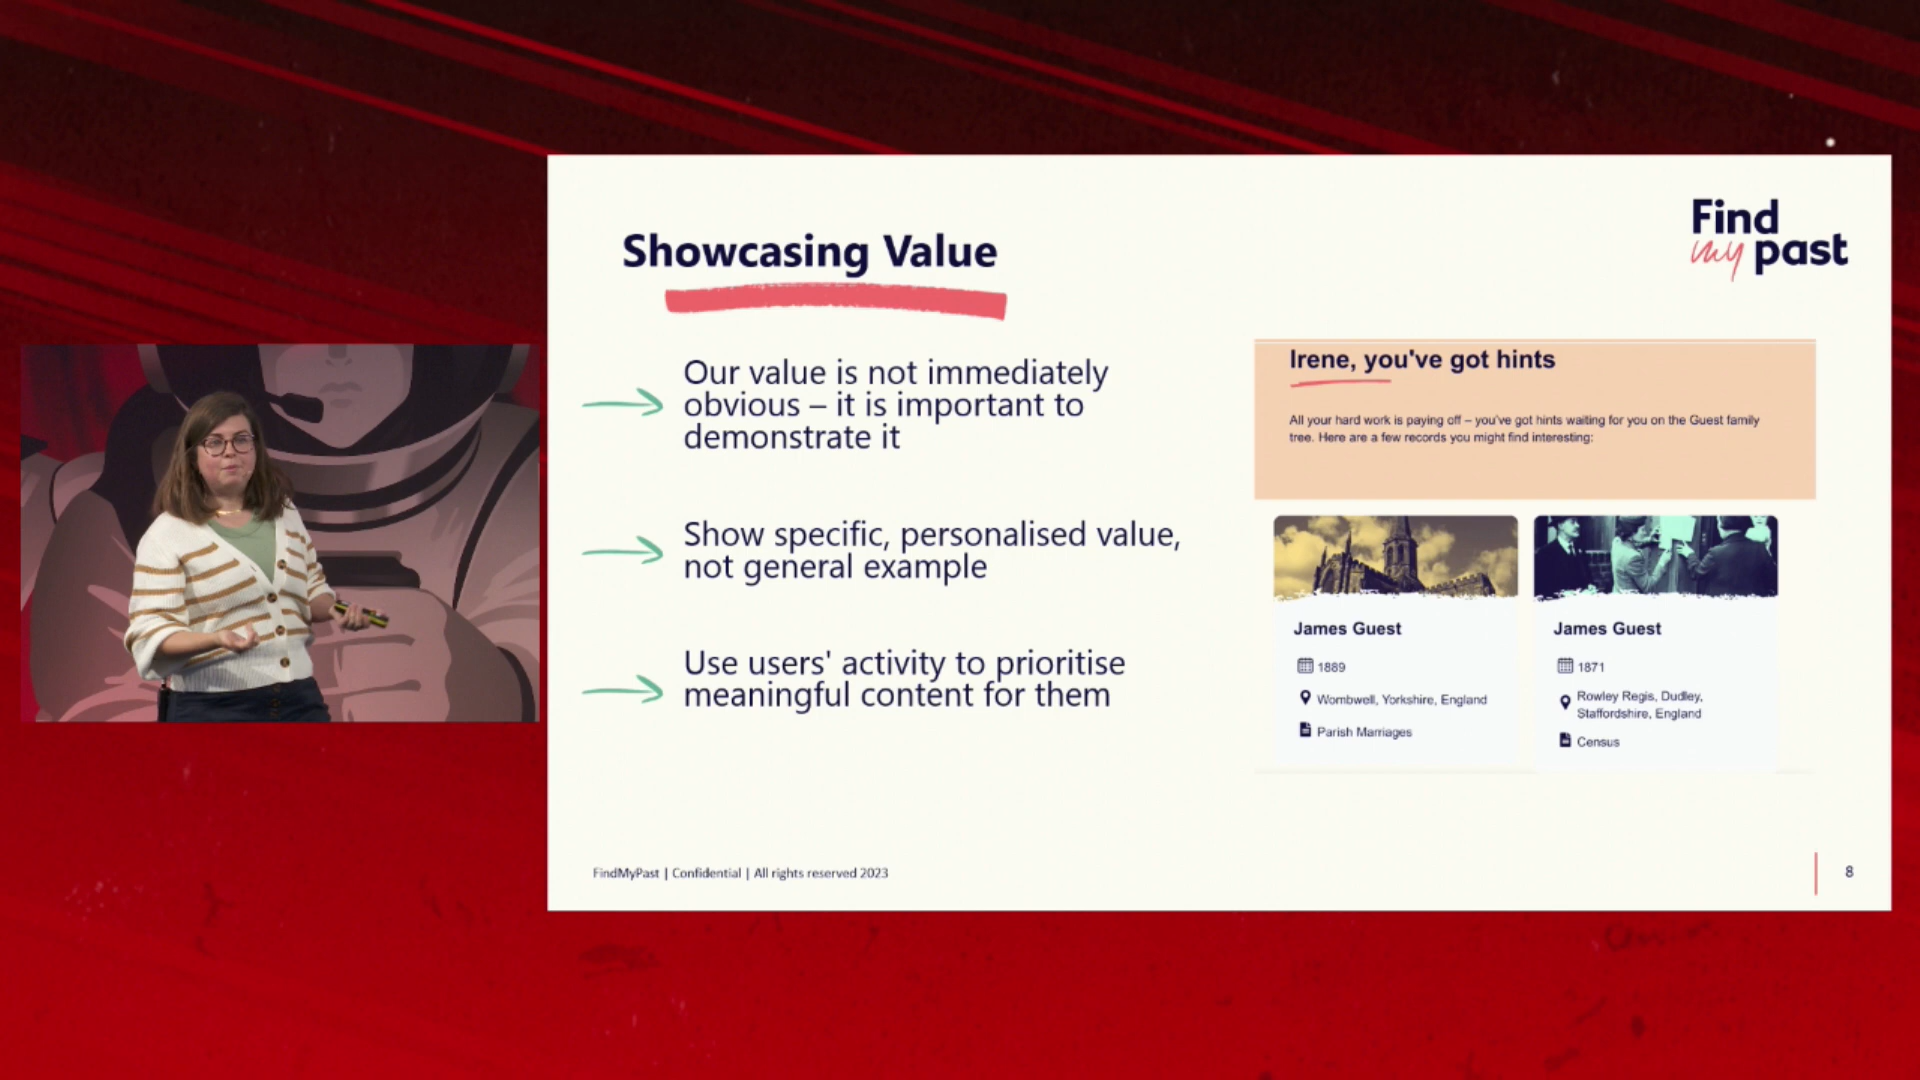 Find
my past
Showcasing Value
Our value is not immediately
obvious – it is important to
demonstrate it
Show specific, personalised value,
not general example
Use users' activity to prioritise
meaningful content for them
Irene, you've got hints
All your hard work is paying off – you've got hints waiting for you on the Guest family
tree. Here are a few records you might find interesting:
James Guest
1889
Wombwell, Yorkshire, England
Parish Marriages
James Guest
1871
Rowley Regis, Dudley,
Staffordshire, England
Census
FindMyPast | Confidential | All rights reserved 2023
8